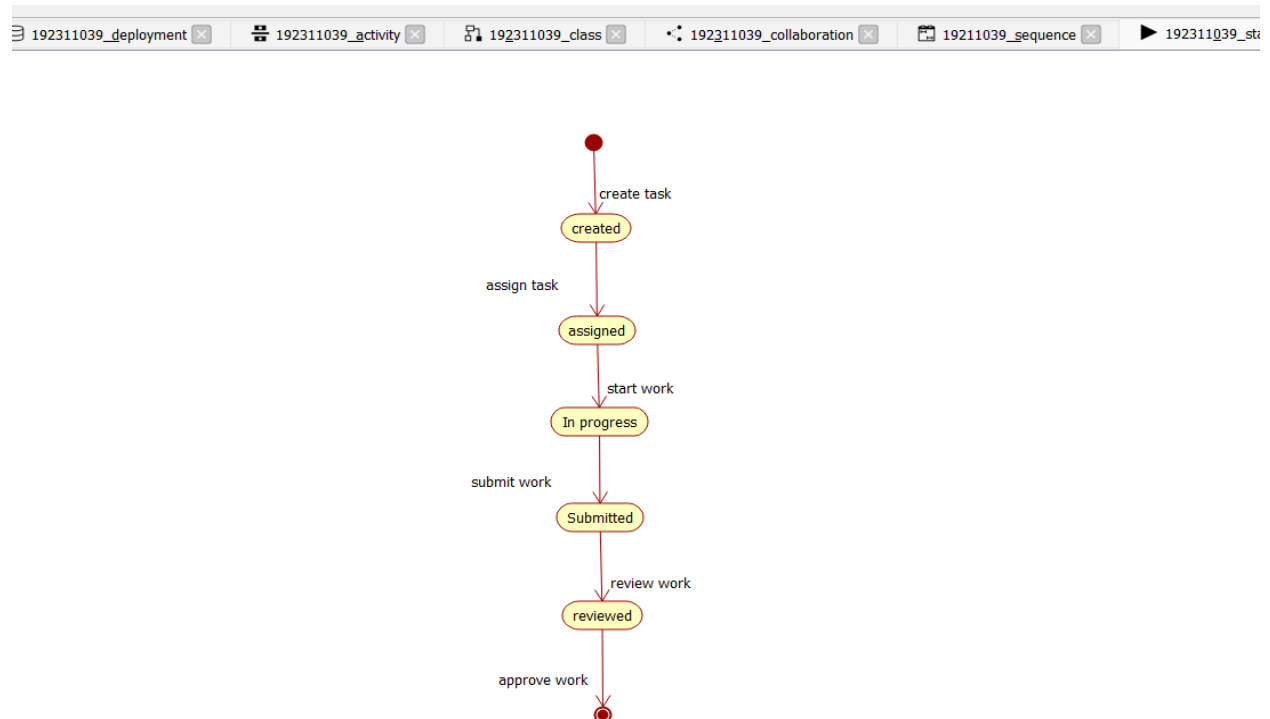 192311039_deployment
192311039_activity
192311039_class
192311039_collaboration
19211039_sequence
192311039_sta
create task
created
assign task
assigned
start work
In progress
submit work
Submitted
review work
reviewed
approve work